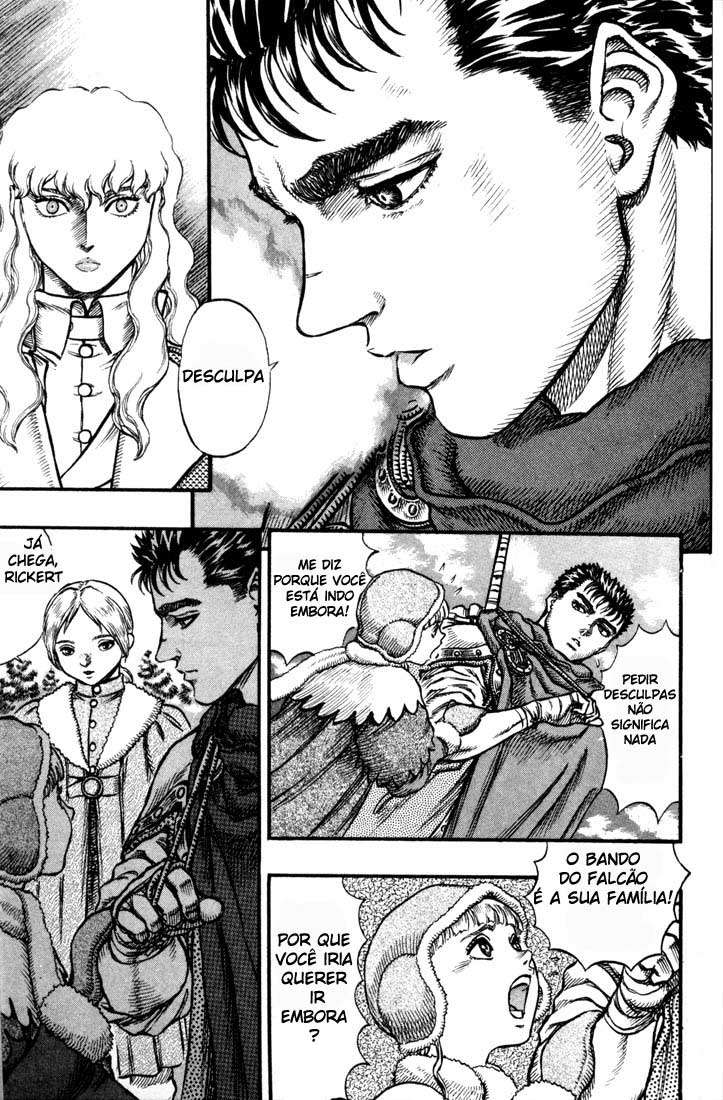 DESCULPA
ME DIZ
PORQUE VOCÊ
ESTÁ INDO
EMBORA!
PEDIR
DESCULPAS
NÃO
SIGNIFICA
NADA
JÁ
CHEGA,
RICKERT
O BANDO
DO FALCÃO
É A SUA FAMÍLIA!
POR QUE
VOCÊ IRIA
QUERER
IR
EMBORA
?